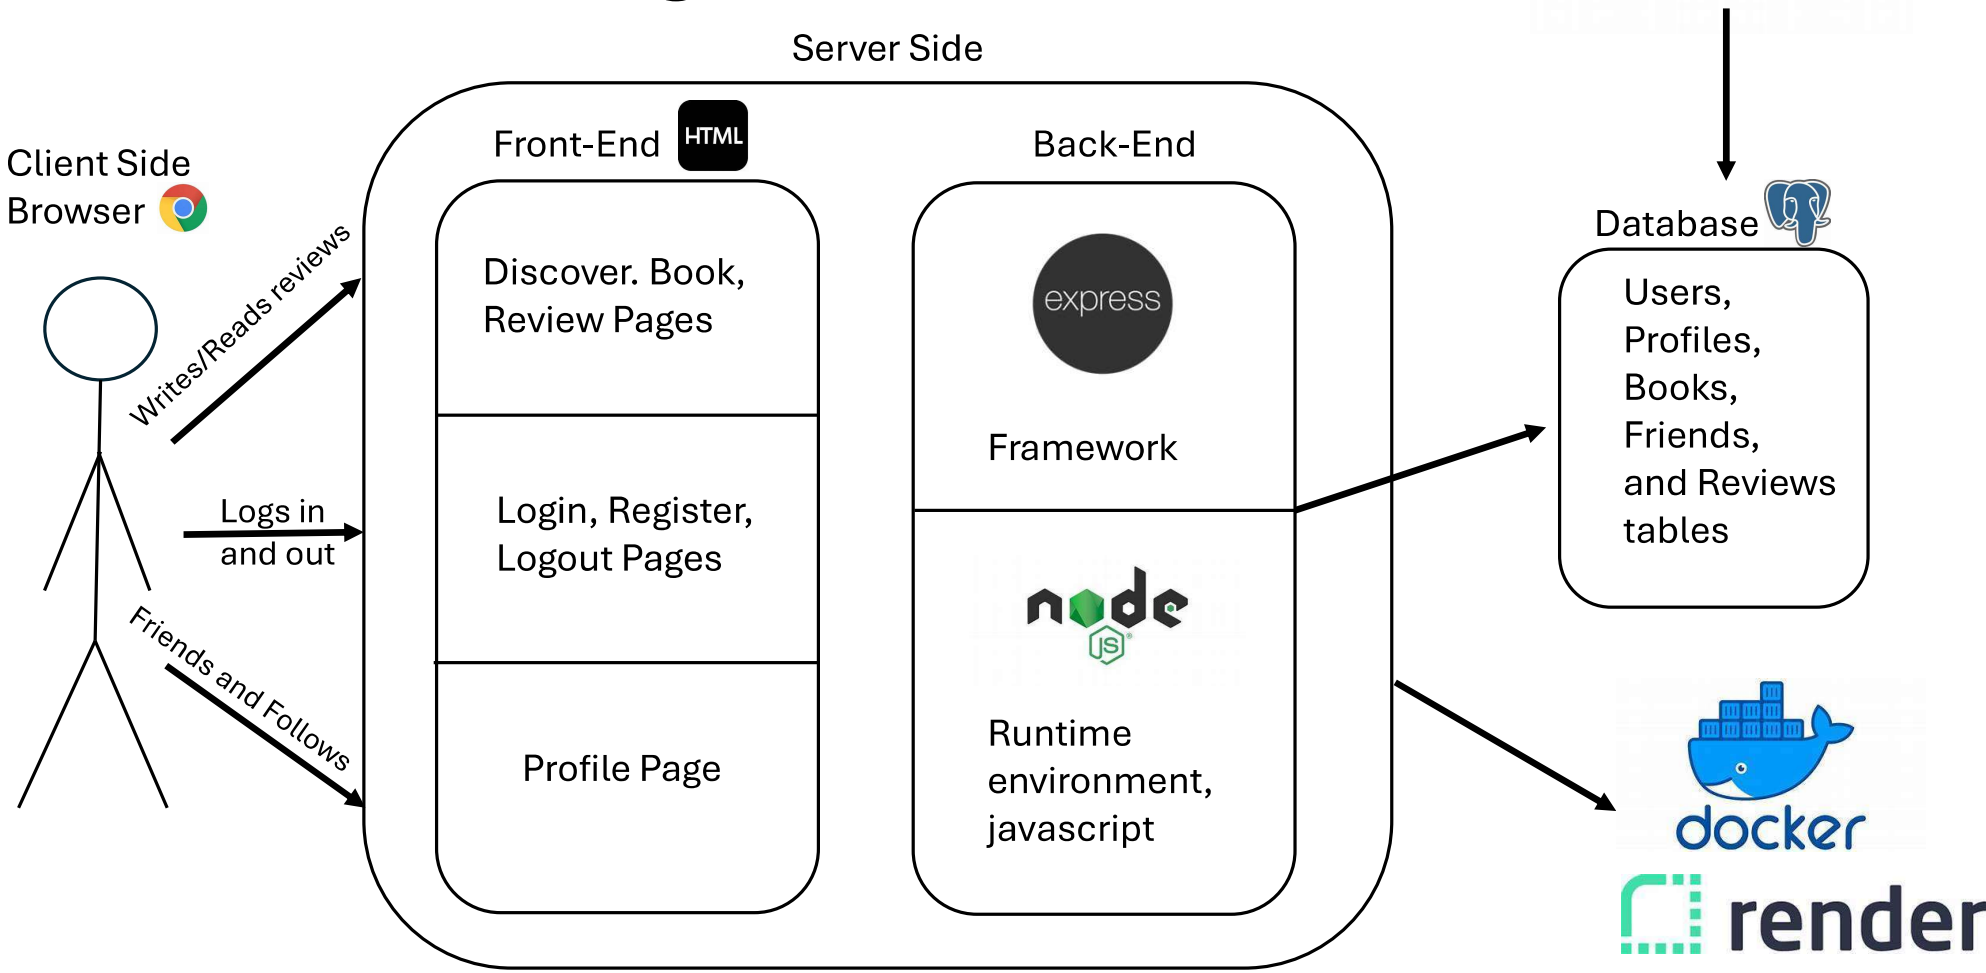 Server Side
Client Side
Browser
Writes/Reads reviews
Logs in
and out
Friends and Follows
Front-End
HTML
Discover. Book,
Review Pages
Login, Register,
Logout Pages
Profile Page
Back-End
express
Framework
node
JS
Runtime
environment,
javascript
Database
Users,
Profiles,
Books,
Friends,
and Reviews
tables
docker
render